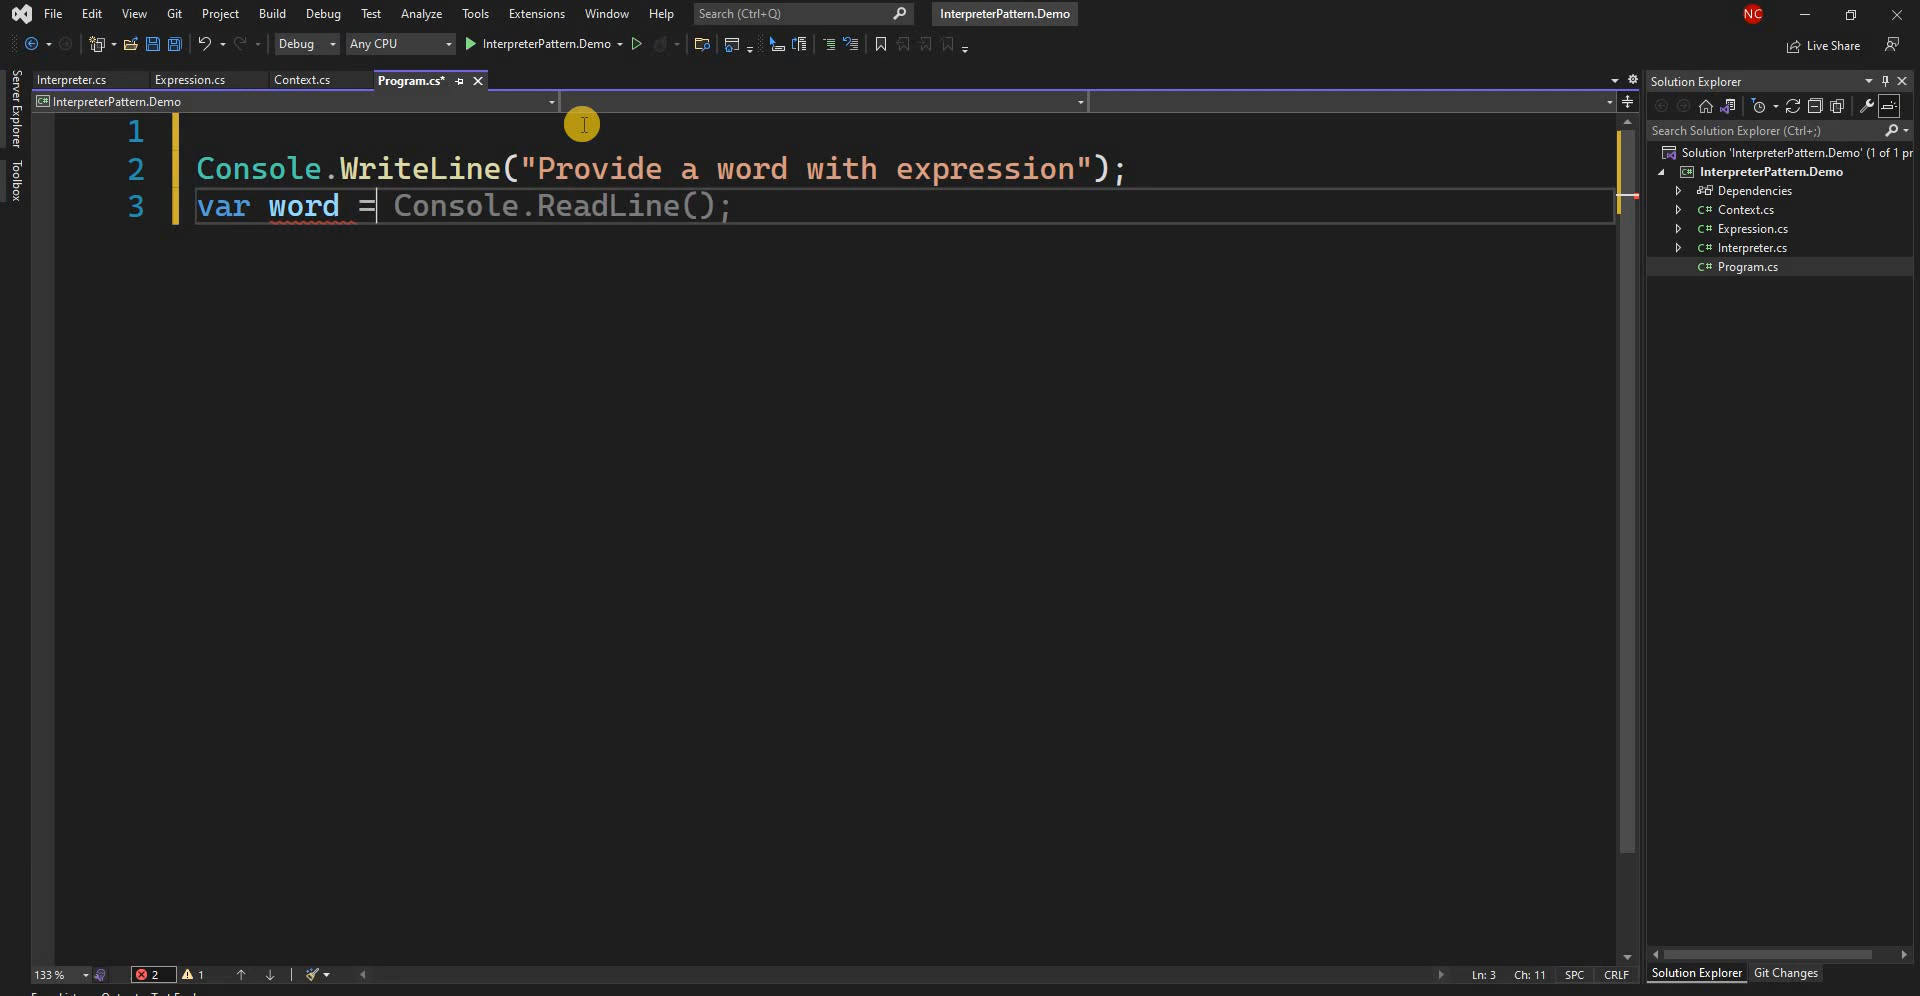 File Edit View Git Project Build Debug Test Analyze Tools Extensions Window Help Search (Ctrl+Q) InterpreterPattern.Demo NC
Debug Any CPU InterpreterPattern.Demo Live Share
Server Explorer
Toolbox
Interpreter.cs Expression.cs Context.cs Program.cs*
C# InterpreterPattern.Demo
1
2 Console.WriteLine("Provide a word with expression");
3 var word = Console.ReadLine();
Solution Explorer
Search Solution Explorer (Ctrl+;)
Solution 'InterpreterPattern.Demo' (1 of 1 pr
C# InterpreterPattern.Demo
Dependencies
C# Context.cs
C# Expression.cs
C# Interpreter.cs
C# Program.cs
133 % 2 1 Ln: 3 Ch: 11 SPC CRLF
Solution Explorer Git Changes